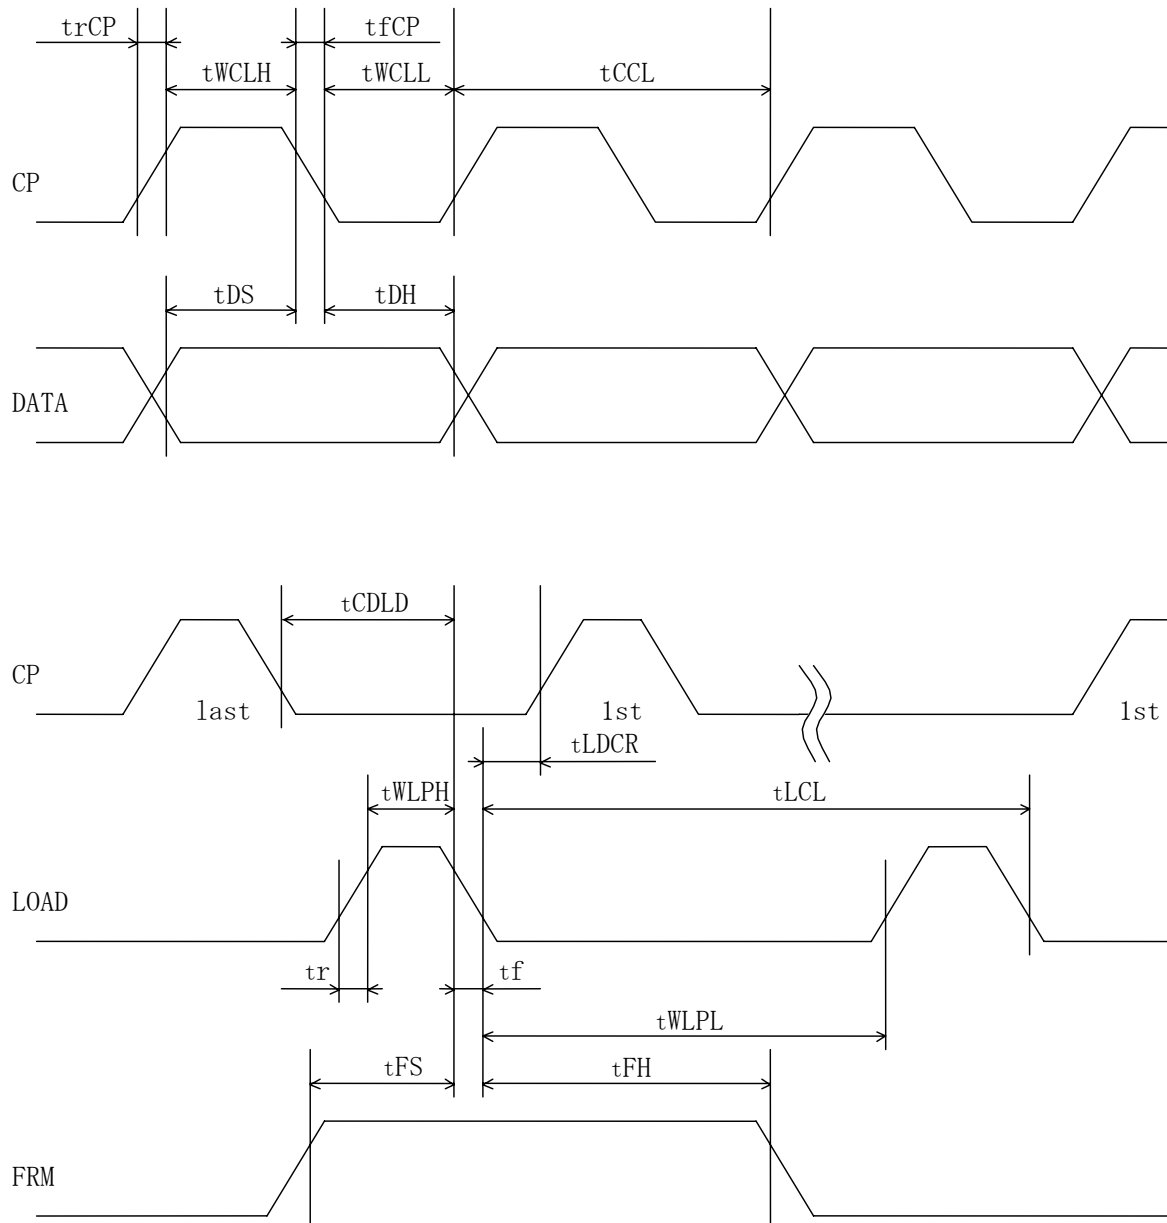 trCP
tfCP
tWCLH
tWCLL
tCCL
CP
tDS
tDH
DATA
tCDLD
CP
last
1st
1st
tLDCR
tWLPH
tLCL
LOAD
tr
tf
tWLPL
tFS
tFH
FRM